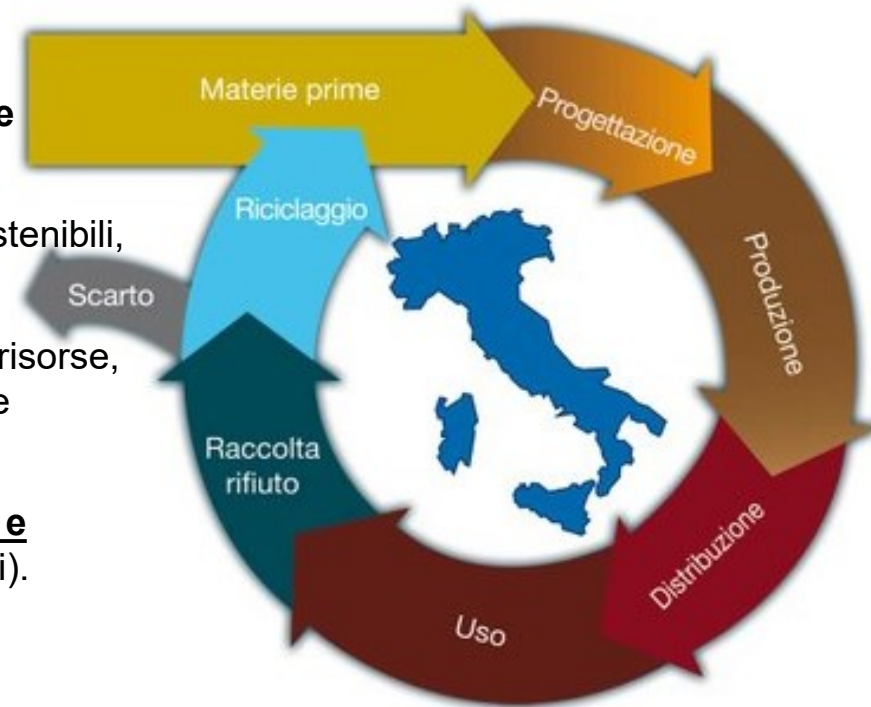 e
stenibili,
risorse,
e
e
i).
Materie prime
Progettazione
Produzione
Distribuzione
Uso
Raccolta
rifiuto
Riciclaggio
Scarto